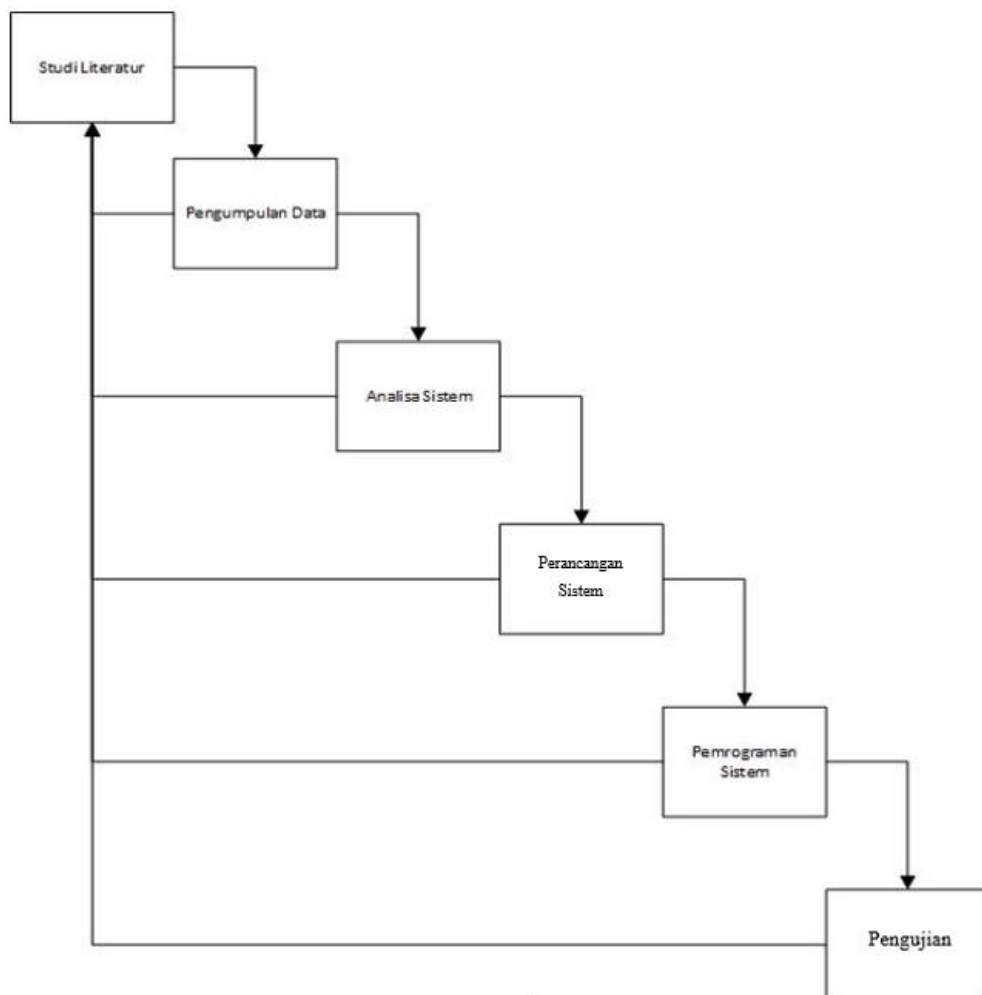 Studi Literatur
Pengumpulan Data
Analisa Sistem
Perancangan
Sistem
Pemrograman
Sistem
Pengujian